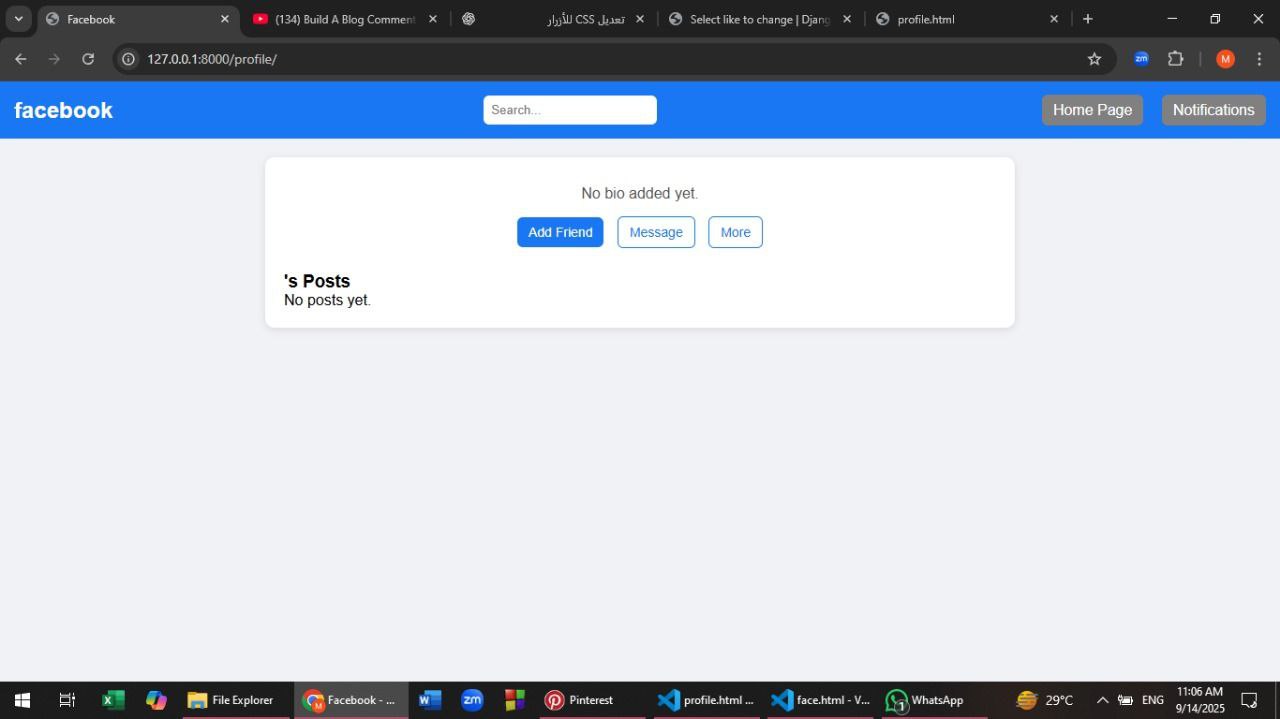 Facebook
(134) Build A Blog Comment
تعديل CSS للأزرار
Select like to change | Djang
profile.html
127.0.0.1:8000/profile/
M
facebook
Search...
Home Page
Notifications
No bio added yet.
Add Friend
Message
More
's Posts
No posts yet.
File Explorer
Facebook - ...
zm
Pinterest
profile.html ...
face.html - V...
1
WhatsApp
29°C
ENG
11:06 AM
9/14/2025